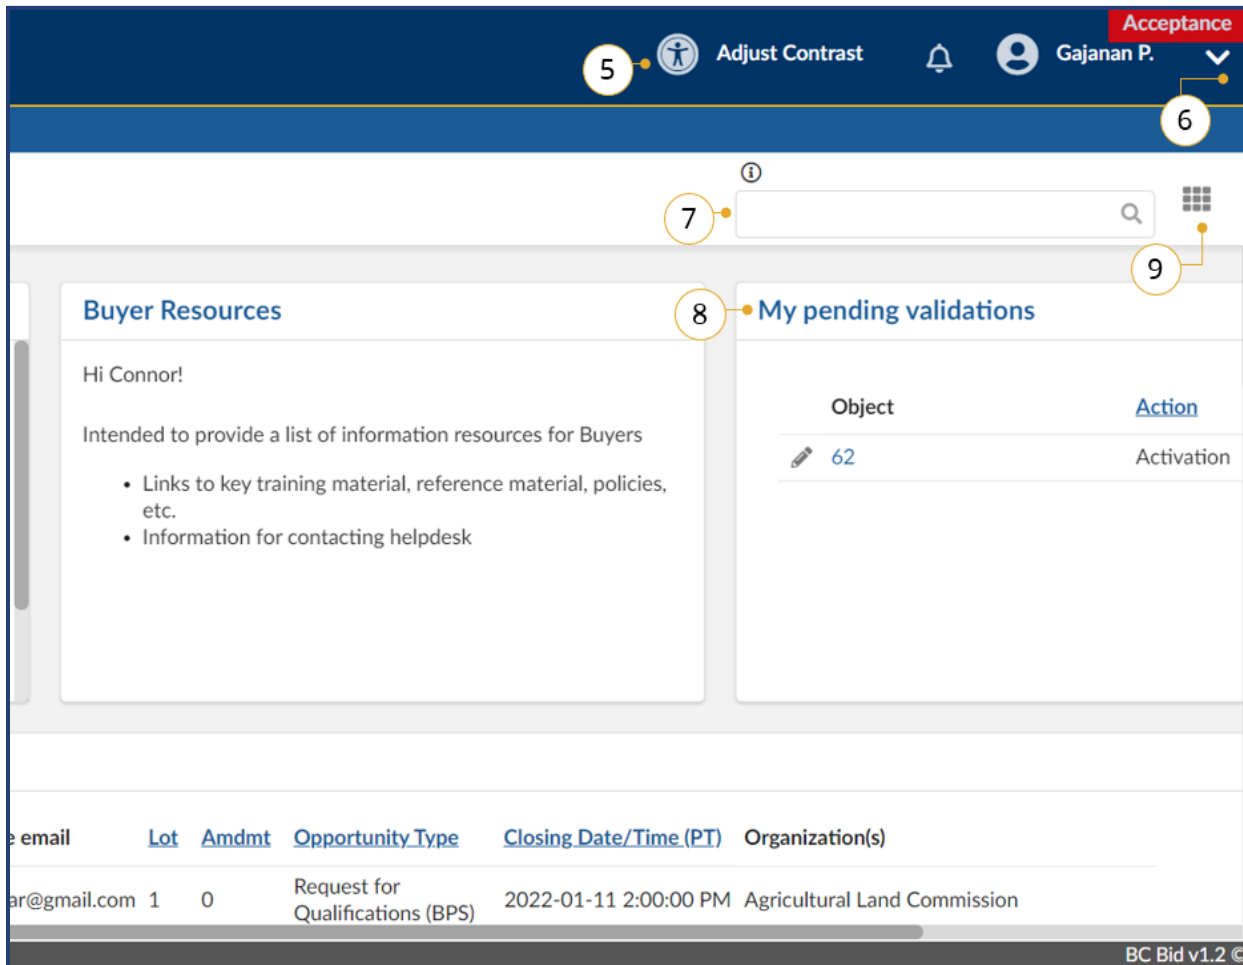 Acceptance
5
Adjust Contrast
Gajanan P.
6
7
9
Buyer Resources
8
My pending validations
Hi Connor!
Intended to provide a list of information resources for Buyers
• Links to key training material, reference material, policies,
etc.
• Information for contacting helpdesk
Object Action
62 Activation
e email Lot Amdmt Opportunity Type Closing Date/Time (PT) Organization(s)
ar@gmail.com 1 0 Request for
Qualifications (BPS) 2022-01-11 2:00:00 PM Agricultural Land Commission
BC Bid v1.2 ©